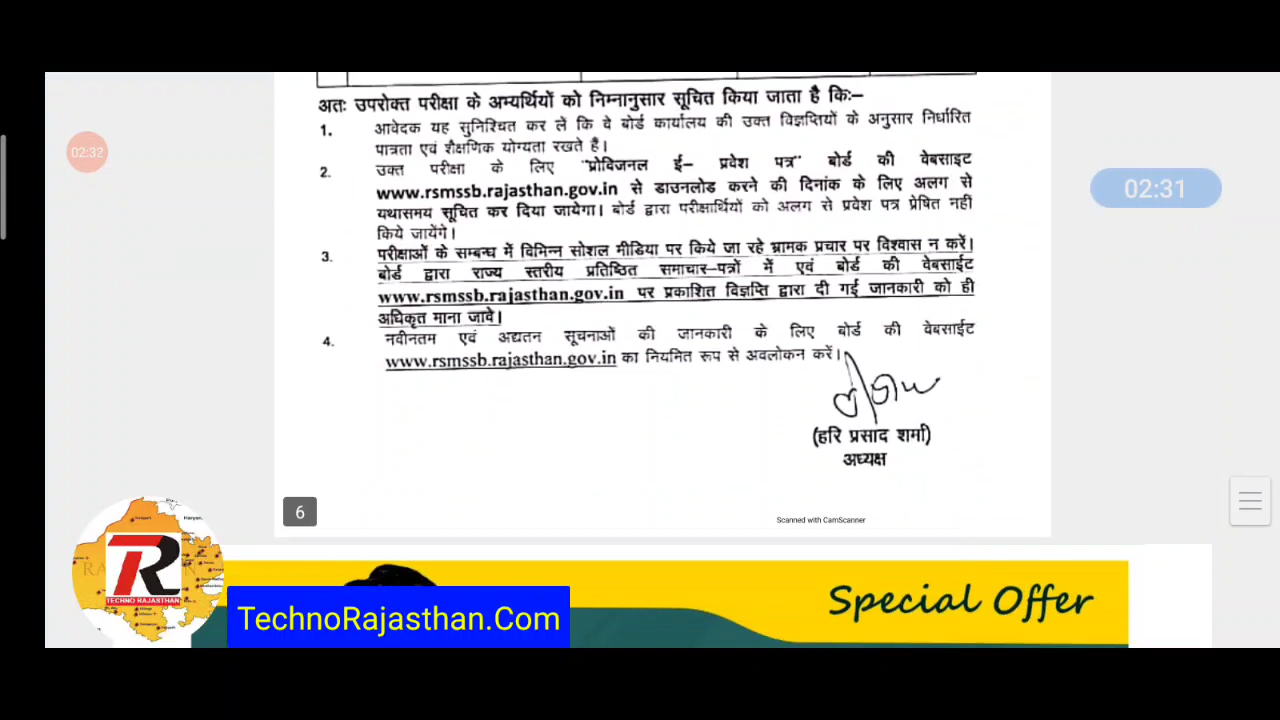 अतः उपरोक्त परीक्षा के अभ्यर्थियों को निम्नानुसार सूचित किया जाता है किः–
1. आवेदक यह सुनिश्चित कर लें कि वे बोर्ड कार्यालय की उक्त विज्ञप्तियों के अनुसार निर्धारित
पात्रता एवं शैक्षणिक योग्यता रखते हैं।
2. उक्त परीक्षा के लिए "प्रोविजनल ई– प्रवेश पत्र" बोर्ड की वेबसाइट
www.rsmssb.rajasthan.gov.in से डाउनलोड करने की दिनांक के लिए अलग से
यथासमय सूचित कर दिया जायेगा। बोर्ड द्वारा परीक्षार्थियों को अलग से प्रवेश पत्र प्रेषित नहीं
किये जायेंगे।
3. परीक्षाओं के सम्बन्ध में विभिन्न सोशल मीडिया पर किये जा रहे भ्रामक प्रचार पर विश्वास न करें।
बोर्ड द्वारा राज्य स्तरीय प्रतिष्ठित समाचार–पत्रों में एवं बोर्ड की वेबसाईट
www.rsmssb.rajasthan.gov.in पर प्रकाशित विज्ञप्ति द्वारा दी गई जानकारी को ही
अधिकृत माना जावे।
4. नवीनतम एवं अद्यतन सूचनाओं की जानकारी के लिए बोर्ड की वेबसाईट
www.rsmssb.rajasthan.gov.in का नियमित रूप से अवलोकन करें।
(हरि प्रसाद शर्मा)
अध्यक्ष
02:32
02:31
6
Scanned with CamScanner
TR
TECHNO RAJASTHAN
TechnoRajasthan.Com
Special Offer